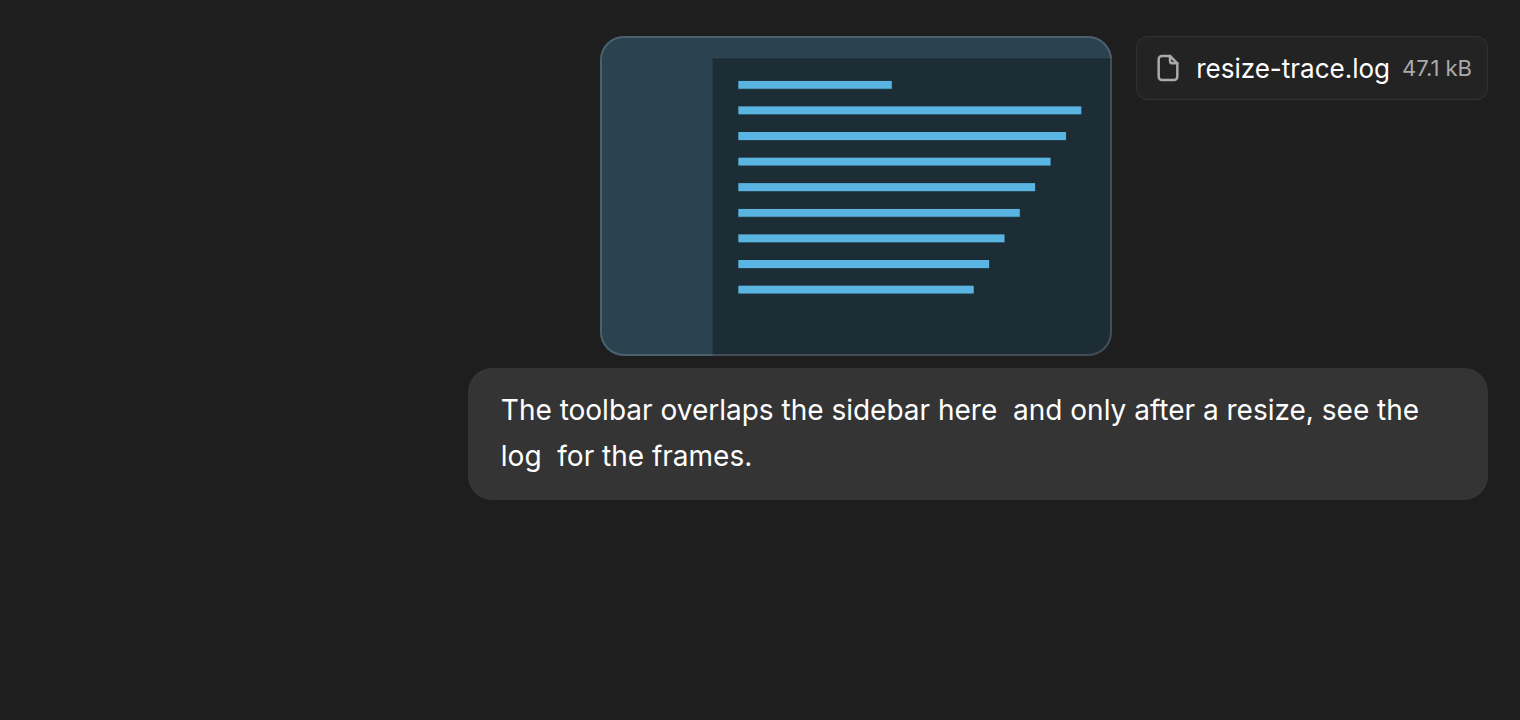 resize-trace.log 47.1 kB
The toolbar overlaps the sidebar here  and only after a resize, see the
log  for the frames.